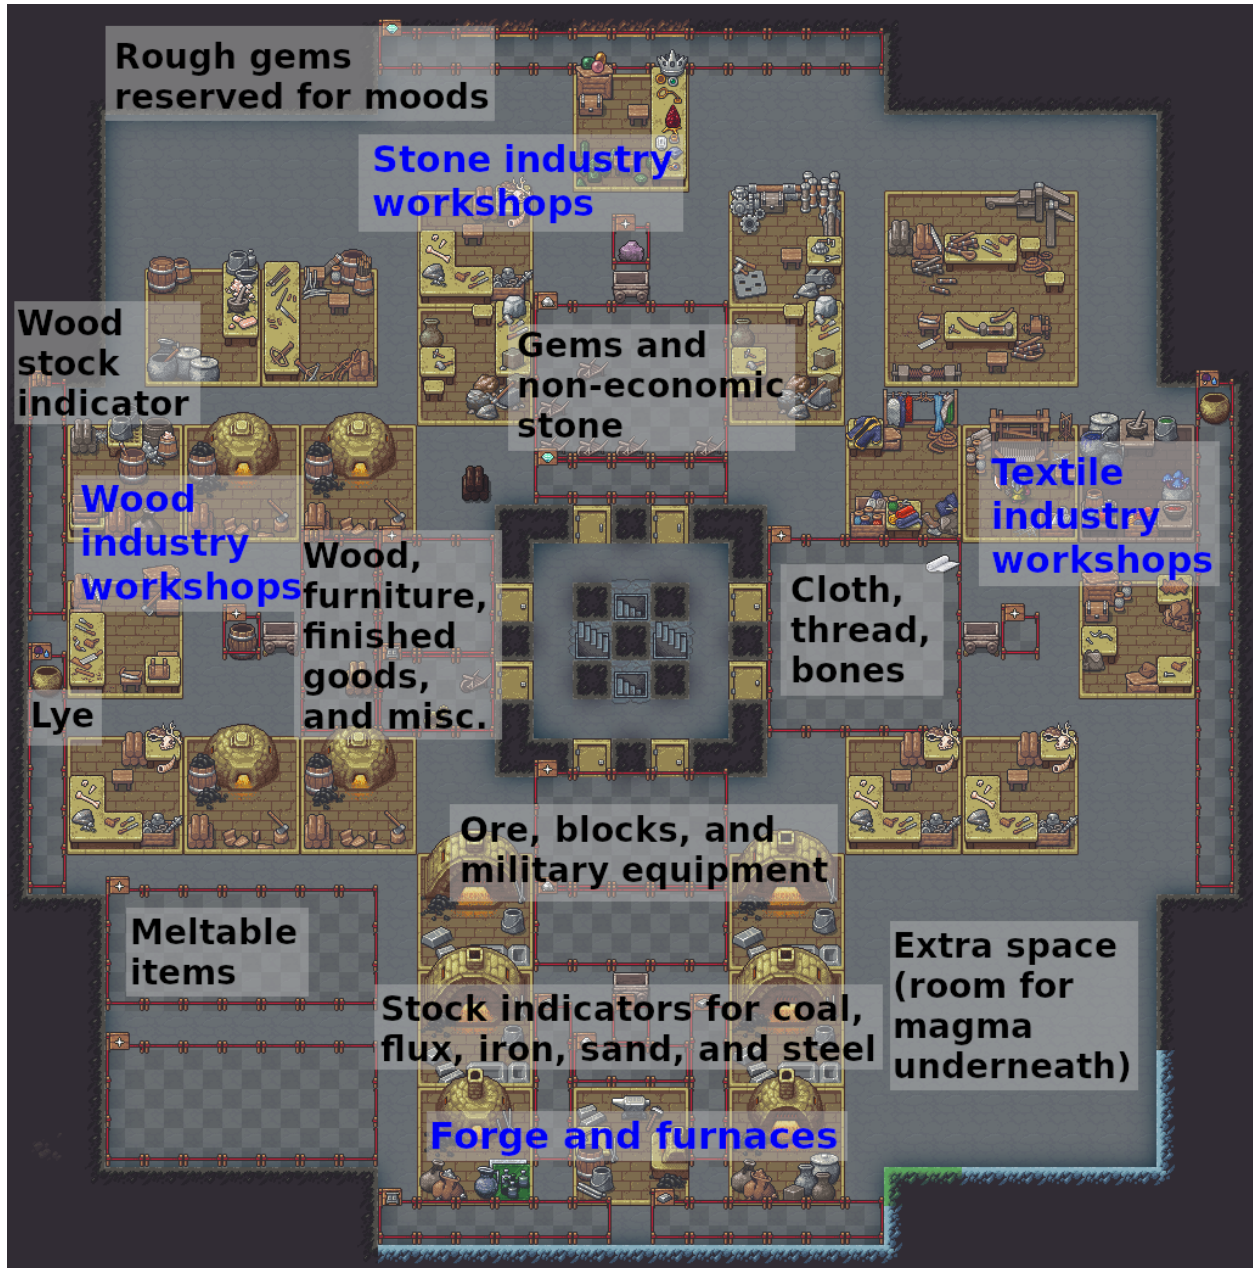 Rough gems
reserved for moods
Stone industry
workshops
Wood
stock
indicator
Gems and
non-economic
stone
Wood
industry
workshops
Textile
industry
workshops
Wood,
furniture,
finished
goods,
and misc.
Cloth,
thread,
bones
Lye
Ore, blocks, and
military equipment
Meltable
items
Extra space
(room for
magma
underneath)
Stock indicators for coal,
flux, iron, sand, and steel
Forge and furnaces